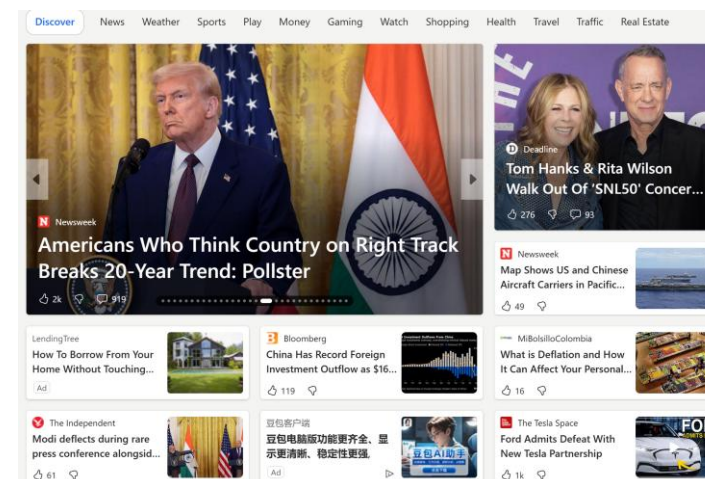 Discover News Weather Sports Play Money Gaming Watch Shopping Health Travel Traffic Real Estate
Newsweek
Americans Who Think Country on Right Track
Breaks 20-Year Trend: Pollster
2k 919
Deadline
Tom Hanks & Rita Wilson
Walk Out Of 'SNL50' Concer...
276 93
Newsweek
Map Shows US and Chinese
Aircraft Carriers in Pacific...
49
LendingTree
How To Borrow From Your
Home Without Touching...
Ad
Bloomberg
China Has Record Foreign
Investment Outflow as $16...
119
MiBolsilloColombia
What is Deflation and How
It Can Affect Your Personal...
16
The Independent
Modi deflects during rare
press conference alongsid...
61
豆包客户端
豆包电脑版功能更齐全、显
示更清晰、稳定性更强,
Ad
豆包AI助手
The Tesla Space
Ford Admits Defeat With
New Tesla Partnership
1k